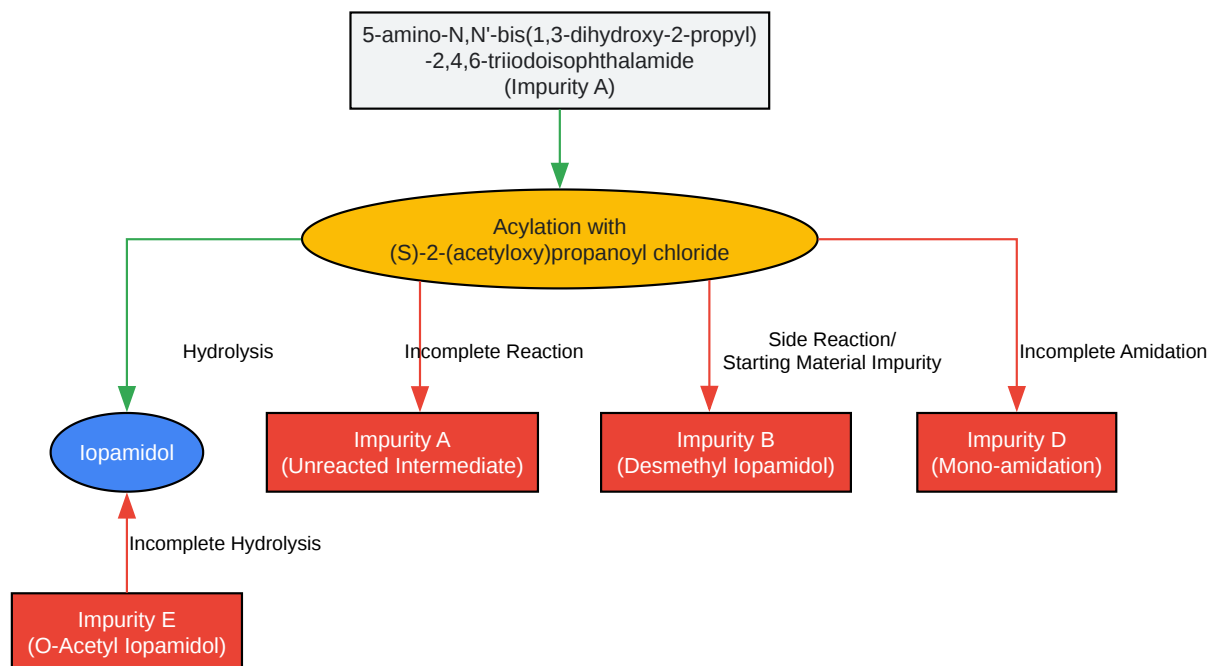 5-amino-N,N'-bis(1,3-dihydroxy-2-propyl)
-2,4,6-triiodoisophthalamide
(Impurity A)
Acylation with
(S)-2-(acetyloxy)propanoyl chloride
Hydrolysis
Incomplete Reaction
Side Reaction/
Starting Material Impurity
Incomplete Amidation
Iopamidol
Impurity A
(Unreacted Intermediate)
Impurity B
(Desmethyl Iopamidol)
Impurity D
(Mono-amidation)
Incomplete Hydrolysis
Impurity E
(O-Acetyl Iopamidol)